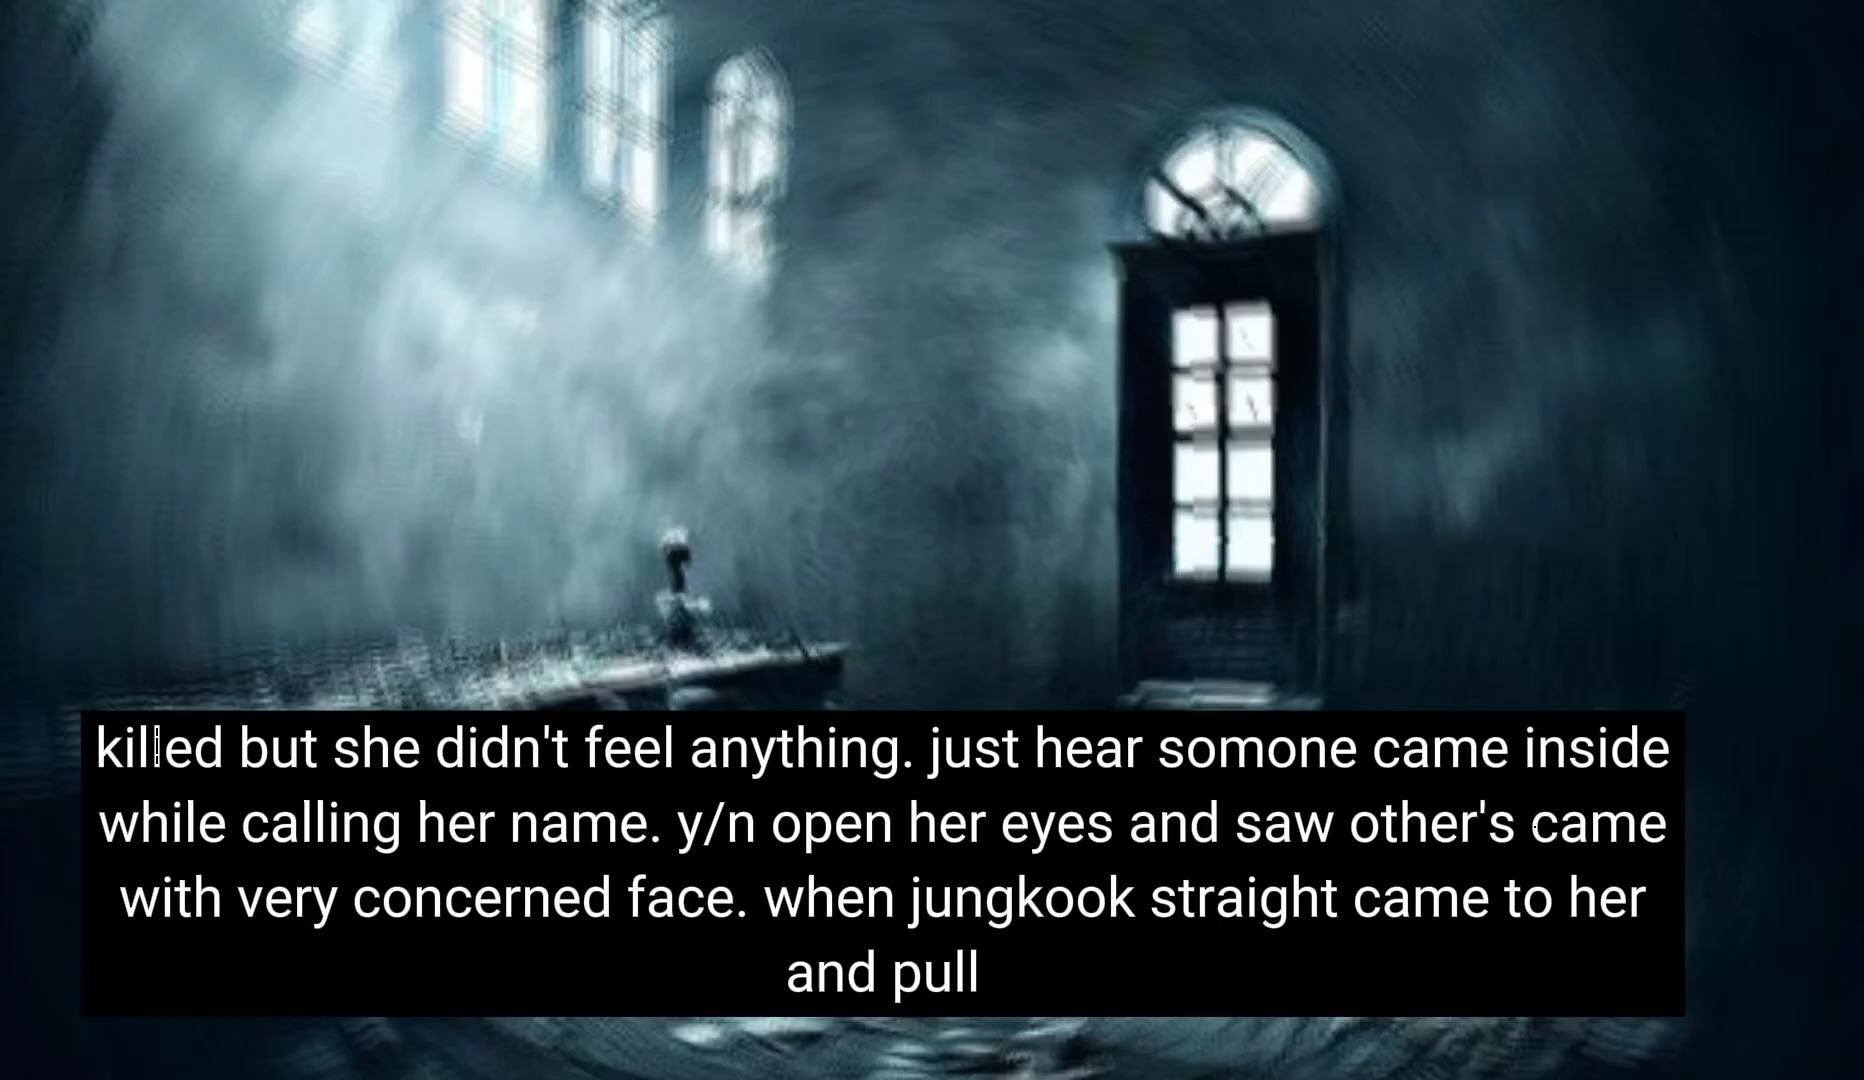 killed but she didn't feel anything. just hear somone came inside
while calling her name. y/n open her eyes and saw other's came
with very concerned face. when jungkook straight came to her
and pull